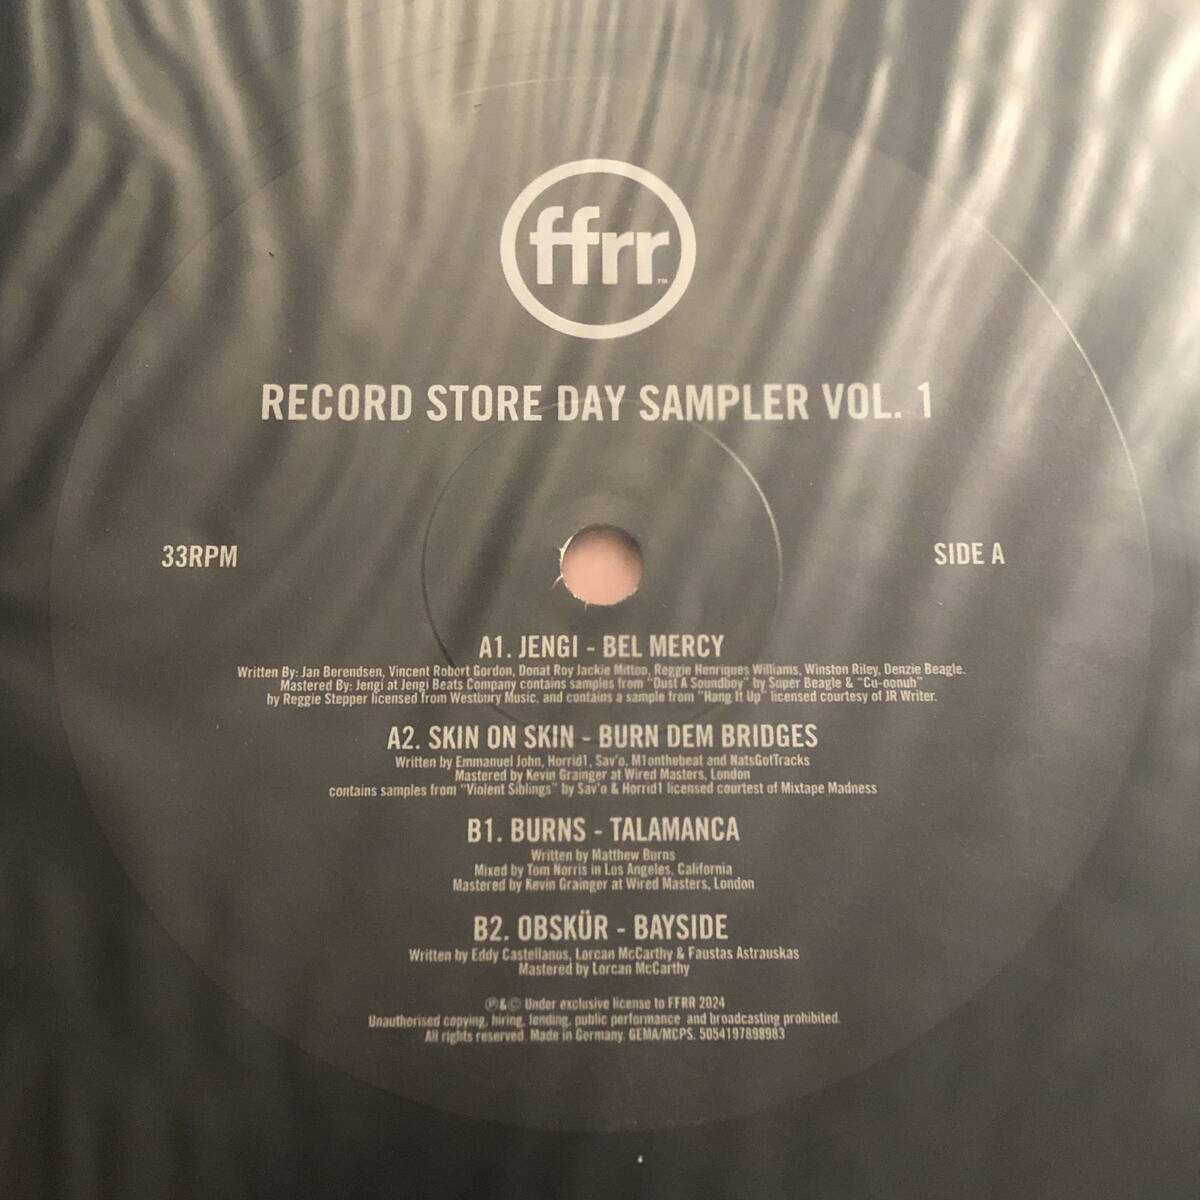 ffrr™
RECORD STORE DAY SAMPLER VOL. 1
33RPM
SIDE A
A1. JENGI - BEL MERCY
Written By: Jan Berendsen, Vincent Robort Gordon, Donat Roy Jackie Mittoo, Reggie Henriques Williams, Winston Riley, Denzie Beagle.
Mastered By: Jengi at Jengi Beats Company contains samples from "Dust A Soundboy" by Super Beagle & "Cu-oonuh"
by Reggie Stepper licensed from Westbury Music, and contains a sample from "Hang It Up" licensed courtesy of JR Writer.
A2. SKIN ON SKIN - BURN DEM BRIDGES
Written by Emmanuel John, Horrid1, Sav'o, M1onthebeat and NatsGotTracks
Mastered by Kevin Grainger at Wired Masters, London
contains samples from "Violent Siblings" by Sav'o & Horrid1 licensed courtest of Mixtape Madness
B1. BURNS - TALAMANCA
Written by Matthew Burns
Mixed by Tom Norris in Los Angeles, California
Mastered by Kevin Grainger at Wired Masters, London
B2. OBSKÜR - BAYSIDE
Written by Eddy Castellanos, Lorcan McCarthy & Faustas Astrauskas
Mastered by Lorcan McCarthy
℗&© Under exclusive license to FFRR 2024
Unauthorised copying, hiring, lending, public performance and broadcasting prohibited.
All rights reserved. Made in Germany. GEMA/MCPS. 5054197898983